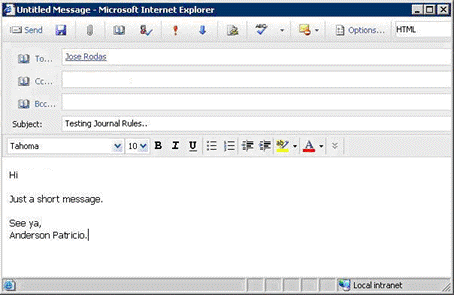 Untitled Message - Microsoft Internet Explorer
Send Options... HTML
To... Jose Rodas
Cc...
Bcc...
Subject: Testing Journal Rules..
Tahoma 10 B I U A
Hi
Just a short message.
See ya,
Anderson Patricio.
Local intranet